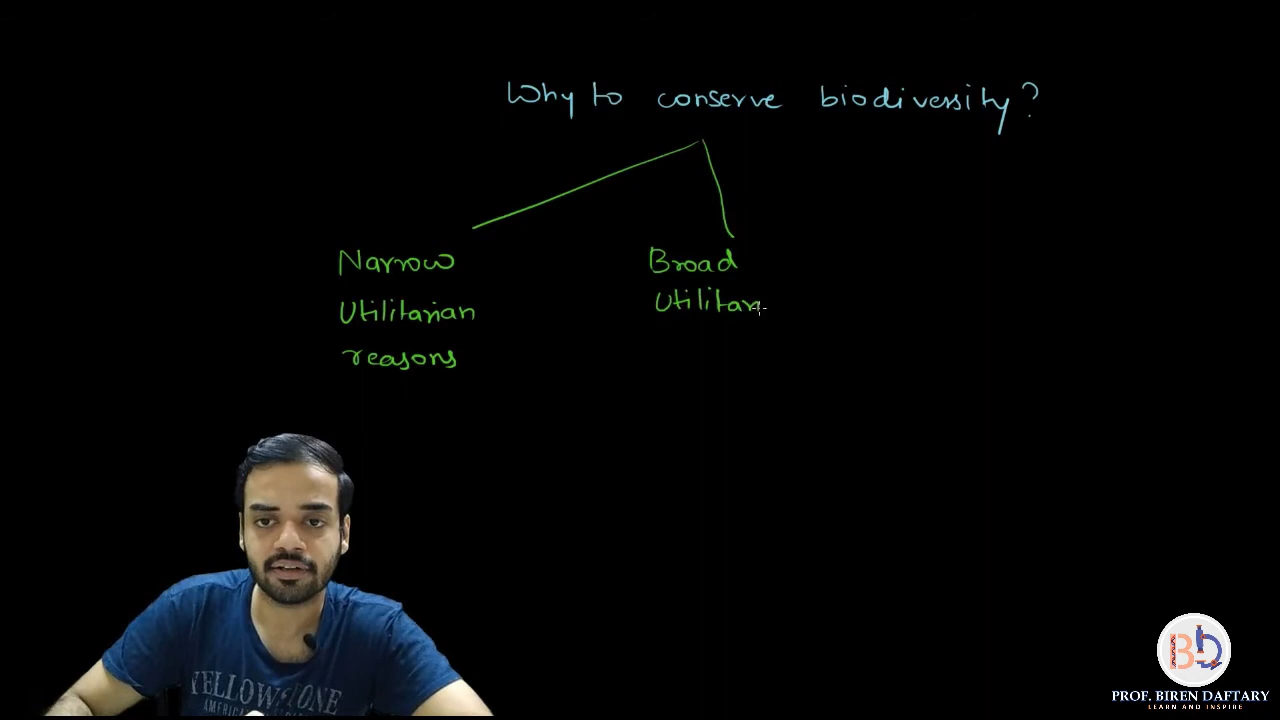 Why to conserve biodiversity?
Narrow
Utilitarian
reasons
Broad
Utilitar
YELLOWSTONE
PROF. BIREN DAFTARY
LEARN AND INSPIRE